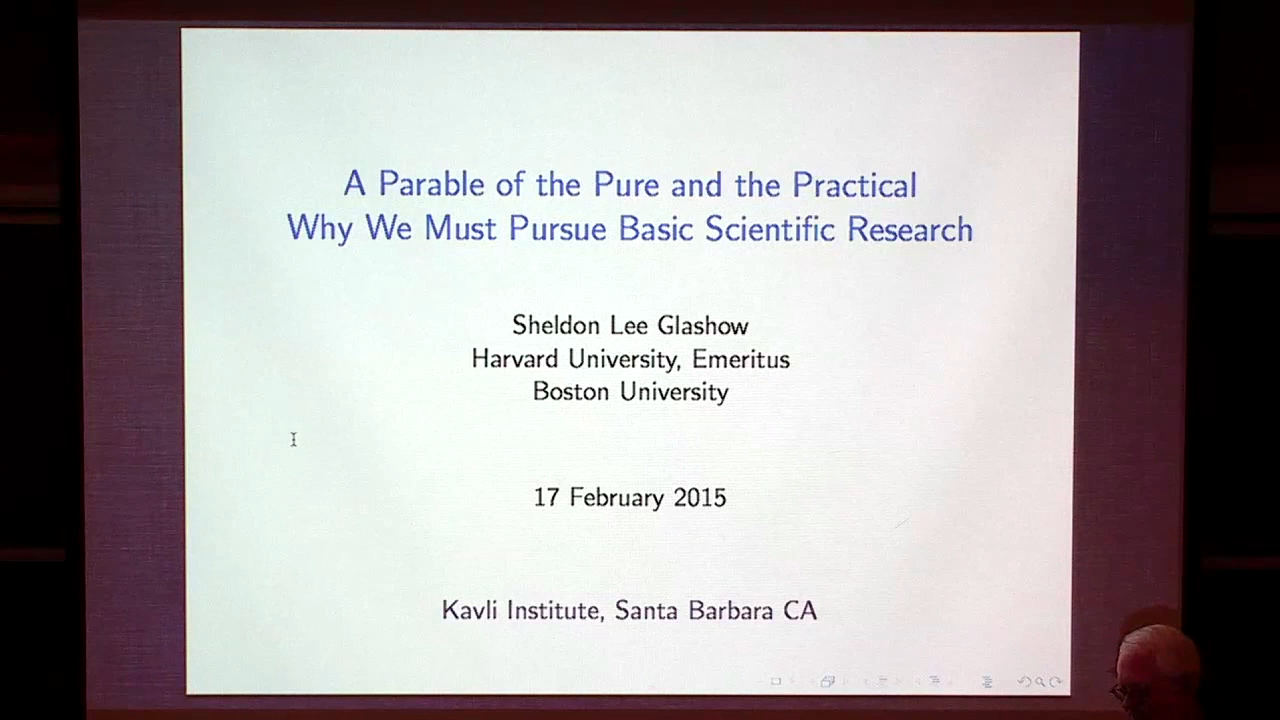 A Parable of the Pure and the Practical
Why We Must Pursue Basic Scientific Research
Sheldon Lee Glashow
Harvard University, Emeritus
Boston University
17 February 2015
Kavli Institute, Santa Barbara CA